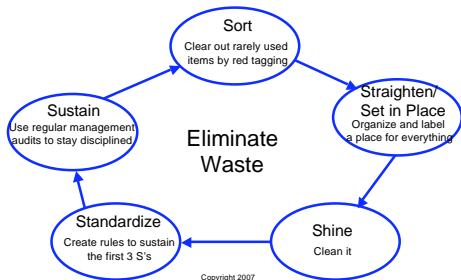 Sort
Clear out rarely used
items by red tagging
Straighten/
Set in Place
Organize and label
a place for everything
Shine
Clean it
Standardize
Create rules to sustain
the first 3 S's
Sustain
Use regular management
audits to stay disciplined
Eliminate
Waste
Copyright 2007